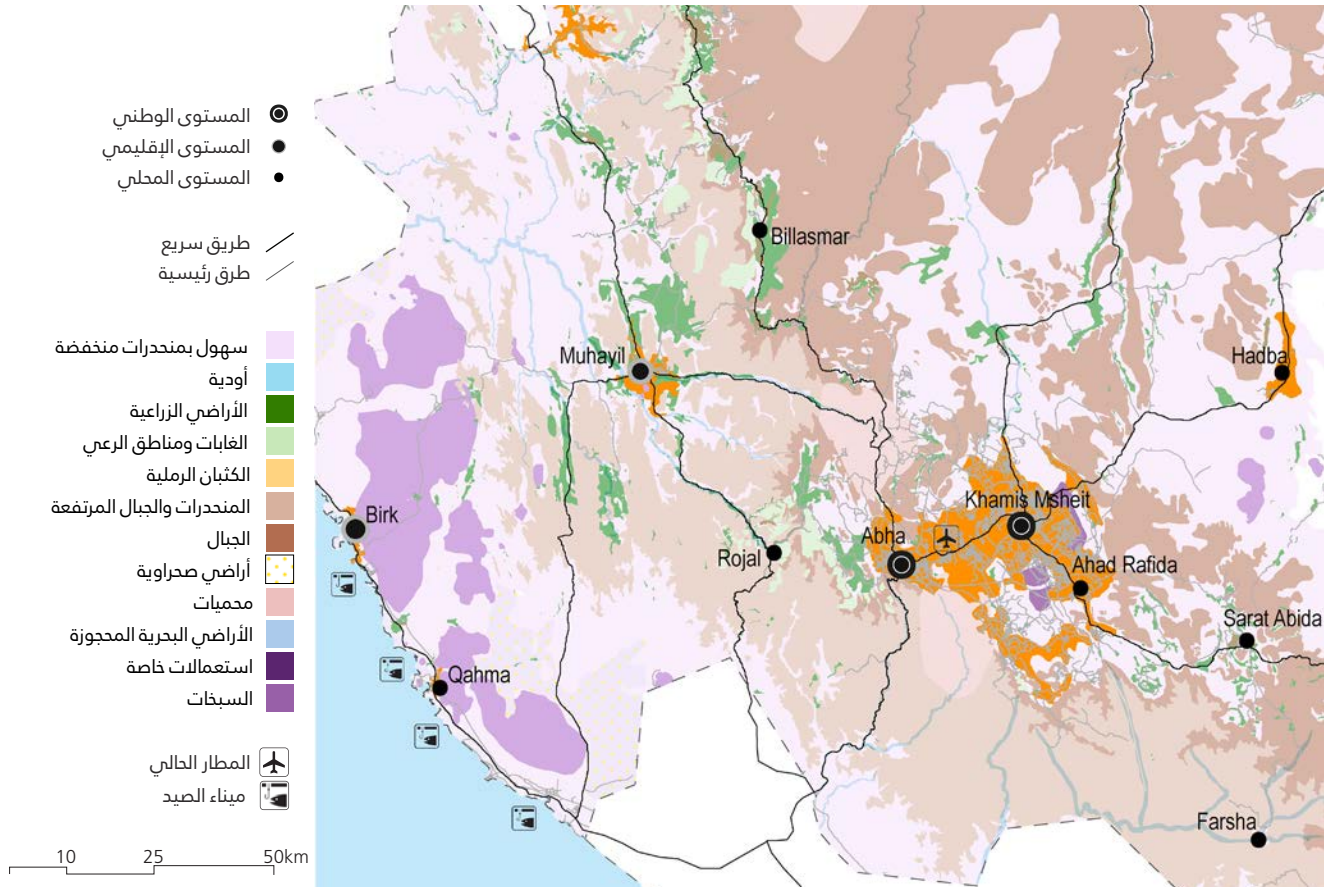 المستوى الوطني
المستوى الإقليمي
المستوى المحلي
طريق سريع
طرق رئيسية
سهول بمنحدرات منخفضة
أودية
الأراضي الزراعية
الغابات ومناطق الرعي
الكثبان الرملية
المنحدرات والجبال المرتفعة
الجبال
أراضي صحراوية
محميات
الأراضي البحرية المحجوزة
استعمالات خاصة
السبخات
المطار الحالي
ميناء الصيد
10 25 50km
Billasmar
Muhayil
Hadba
Birk
Khamis Msheit
Abha
Rojal
Ahad Rafida
Sarat Abida
Qahma
Farsha